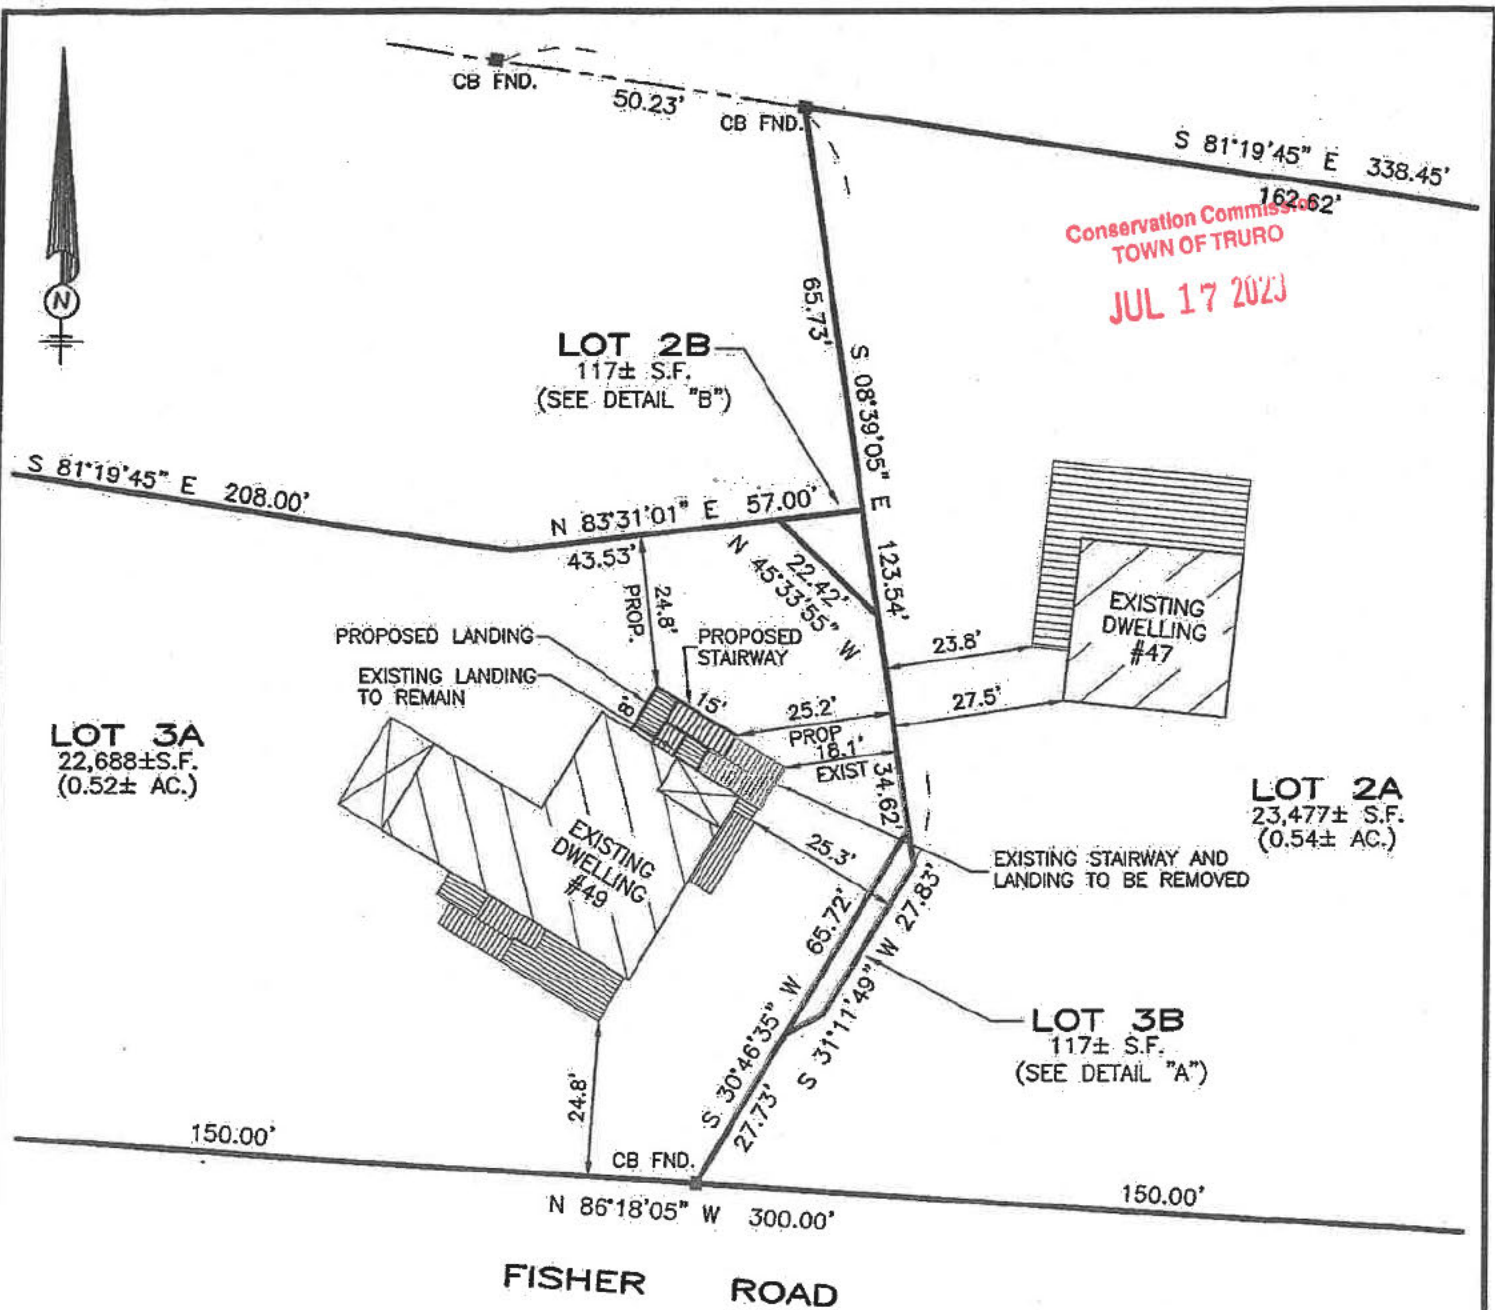 CB FND.
50.23'
CB FND.
S 81°19'45" E 338.45'
162.62'
Conservation Commission
TOWN OF TRURO
JUL 17 2023
N
65.73'
LOT 2B
117± S.F.
(SEE DETAIL "B")
S 08°39'05" E 123.54'
S 81°19'45" E 208.00'
N 83°31'01" E 57.00'
43.53'
22.42'
N 45°33'55" W
24.8'
PROP.
PROPOSED LANDING
PROPOSED
STAIRWAY
EXISTING LANDING
TO REMAIN
8'
15'
EXISTING
DWELLING
#47
23.8'
27.5'
25.2'
PROP
18.1'
EXIST
34.62'
LOT 3A
22,688±S.F.
(0.52± AC.)
LOT 2A
23,477± S.F.
(0.54± AC.)
EXISTING
DWELLING
#49
25.3'
EXISTING STAIRWAY AND
LANDING TO BE REMOVED
S 30°46'35" W 65.72'
27.73'
S 31°11'49" W 27.83'
LOT 3B
117± S.F.
(SEE DETAIL "A")
24.8'
150.00'
CB FND.
N 86°18'05" W 300.00'
150.00'
FISHER ROAD